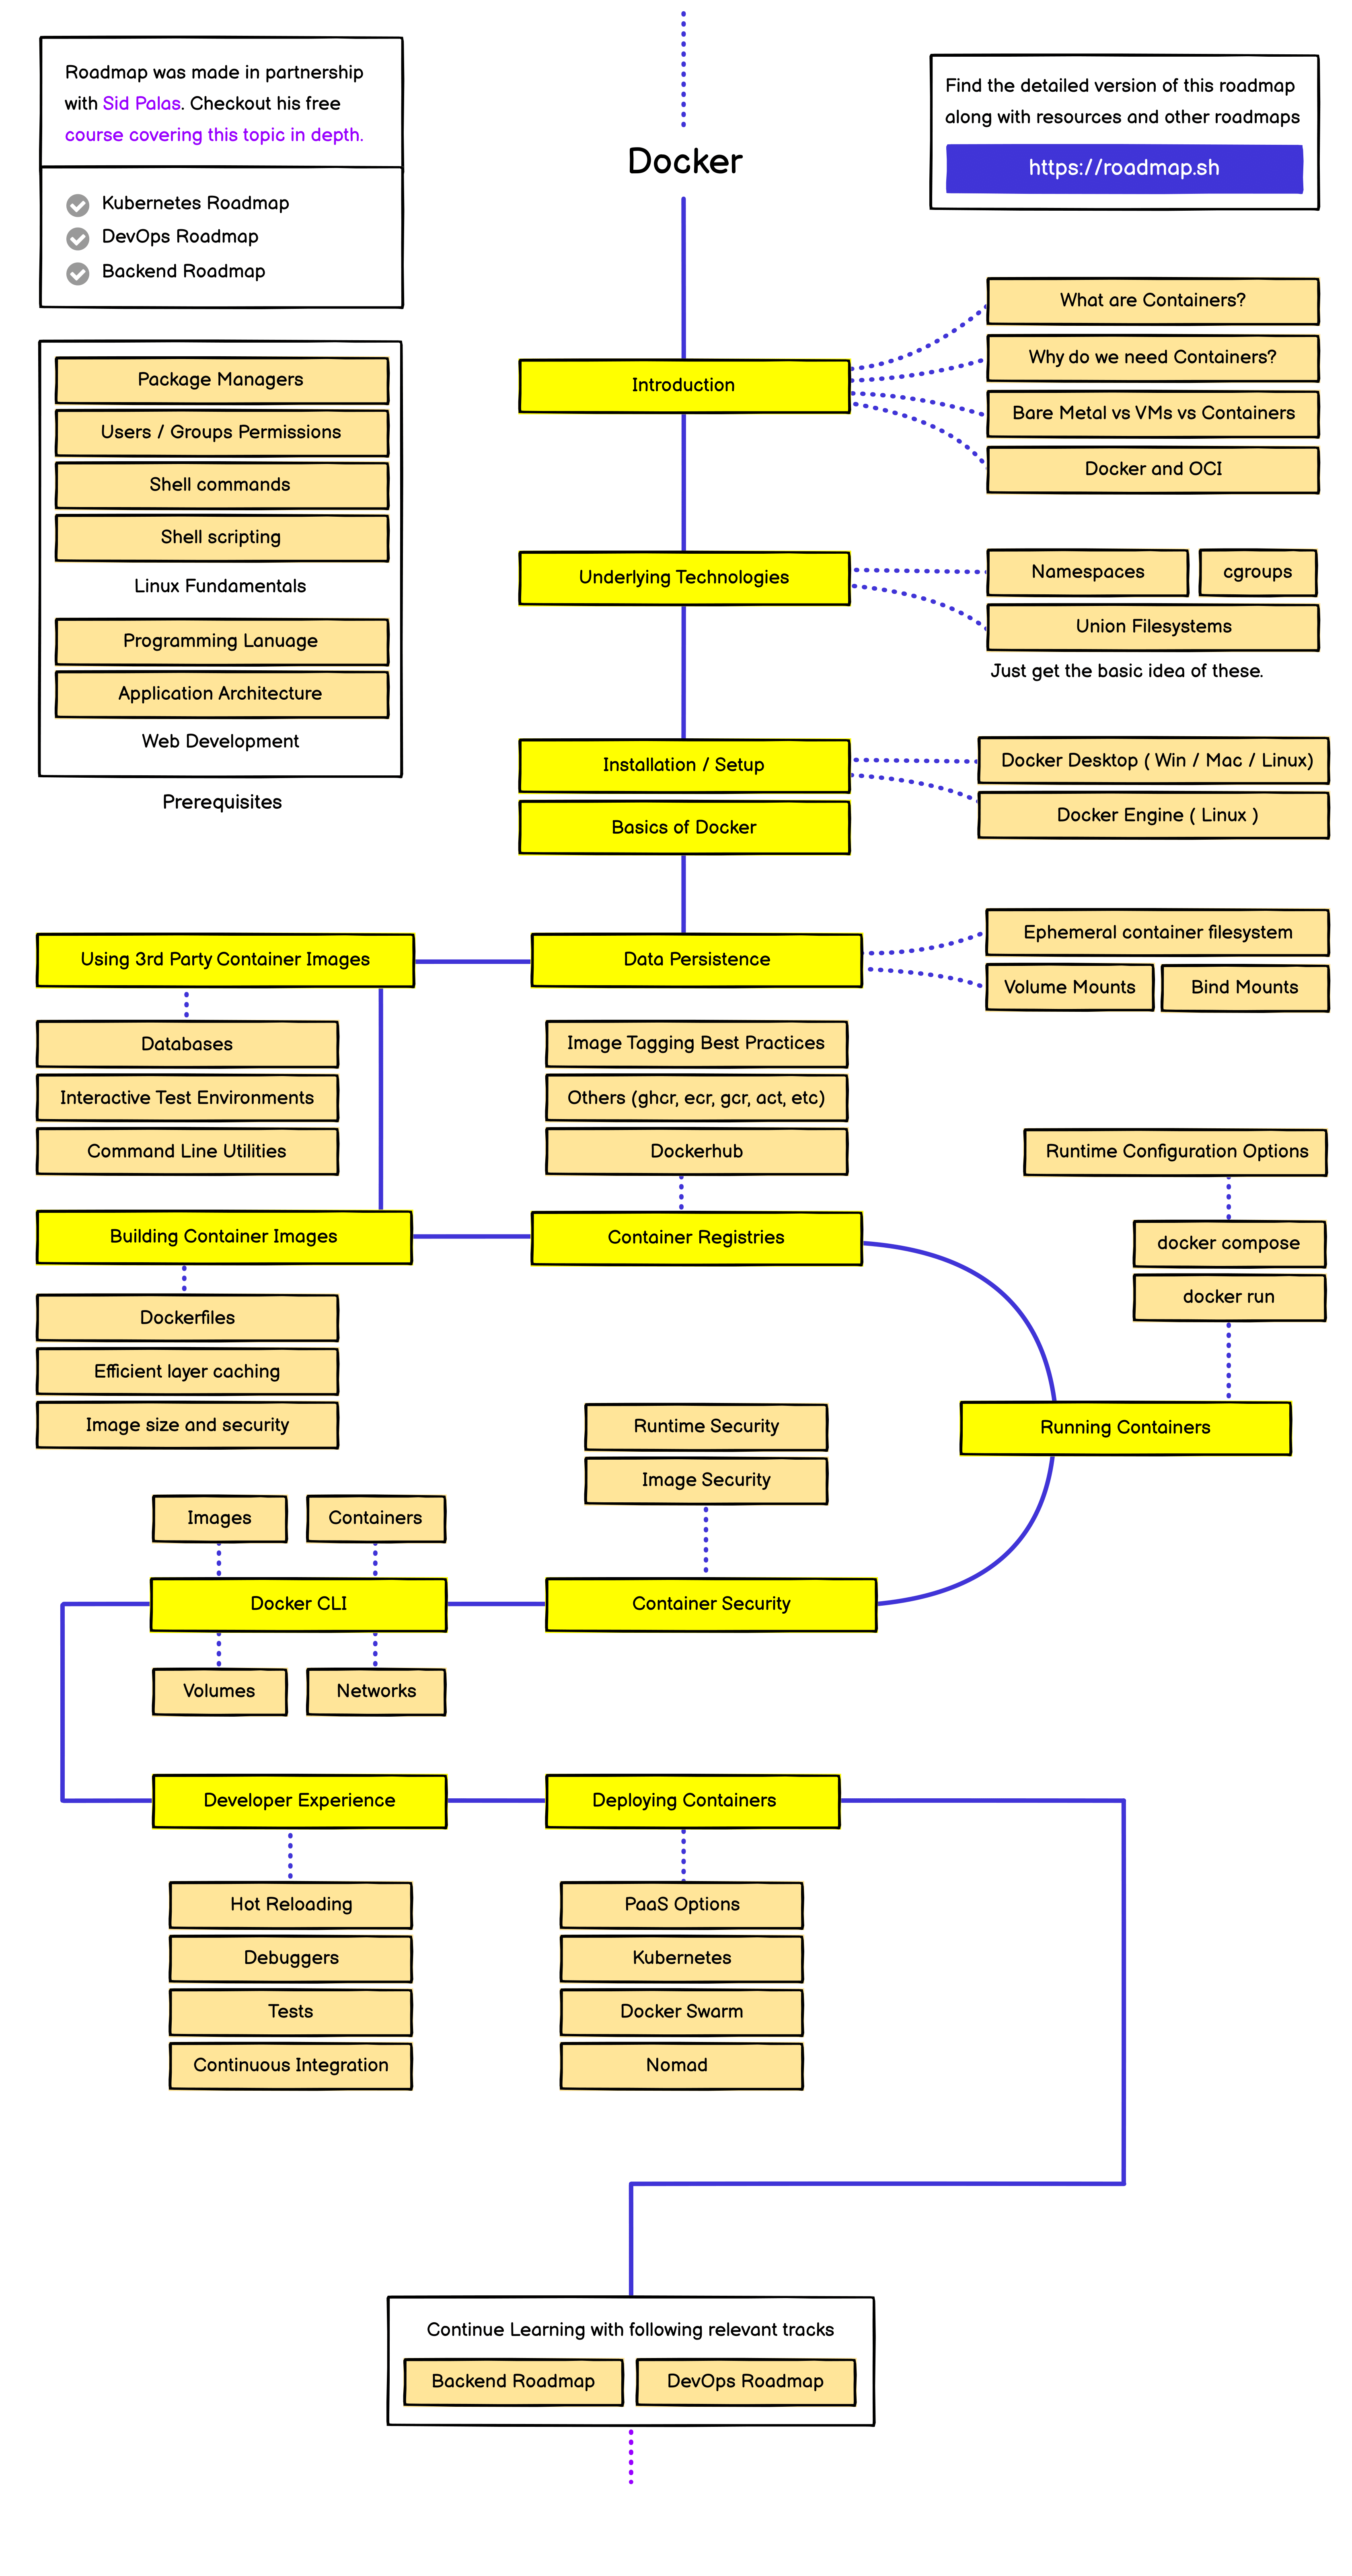 Roadmap was made in partnership
with Sid Palas. Checkout his free
course covering this topic in depth.
Kubernetes Roadmap
DevOps Roadmap
Backend Roadmap
Docker
Find the detailed version of this roadmap
along with resources and other roadmaps
https://roadmap.sh
Package Managers
Users / Groups Permissions
Shell commands
Shell scripting
Linux Fundamentals
Programming Lanuage
Application Architecture
Web Development
Prerequisites
Introduction
What are Containers?
Why do we need Containers?
Bare Metal vs VMs vs Containers
Docker and OCI
Underlying Technologies
Namespaces
cgroups
Union Filesystems
Just get the basic idea of these.
Installation / Setup
Docker Desktop ( Win / Mac / Linux)
Docker Engine ( Linux )
Basics of Docker
Data Persistence
Ephemeral container filesystem
Volume Mounts
Bind Mounts
Using 3rd Party Container Images
Databases
Interactive Test Environments
Command Line Utilities
Building Container Images
Dockerfiles
Efficient layer caching
Image size and security
Image Tagging Best Practices
Others (ghcr, ecr, gcr, act, etc)
Dockerhub
Container Registries
Runtime Configuration Options
docker compose
docker run
Running Containers
Runtime Security
Image Security
Container Security
Images
Containers
Docker CLI
Volumes
Networks
Developer Experience
Hot Reloading
Debuggers
Tests
Continuous Integration
Deploying Containers
PaaS Options
Kubernetes
Docker Swarm
Nomad
Continue Learning with following relevant tracks
Backend Roadmap
DevOps Roadmap